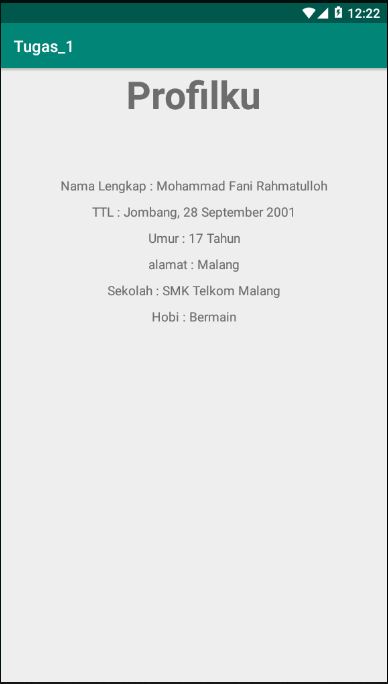 12:22
Tugas_1
Profilku
Nama Lengkap : Mohammad Fani Rahmatulloh
TTL : Jombang, 28 September 2001
Umur : 17 Tahun
alamat : Malang
Sekolah : SMK Telkom Malang
Hobi : Bermain